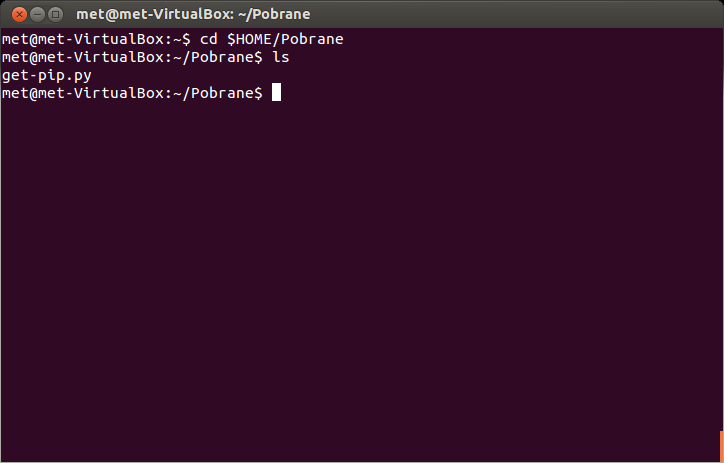 met@met-VirtualBox: ~/Pobrane
met@met-VirtualBox:~$ cd $HOME/Pobrane
met@met-VirtualBox:~/Pobrane$ ls
get-pip.py
met@met-VirtualBox:~/Pobrane$